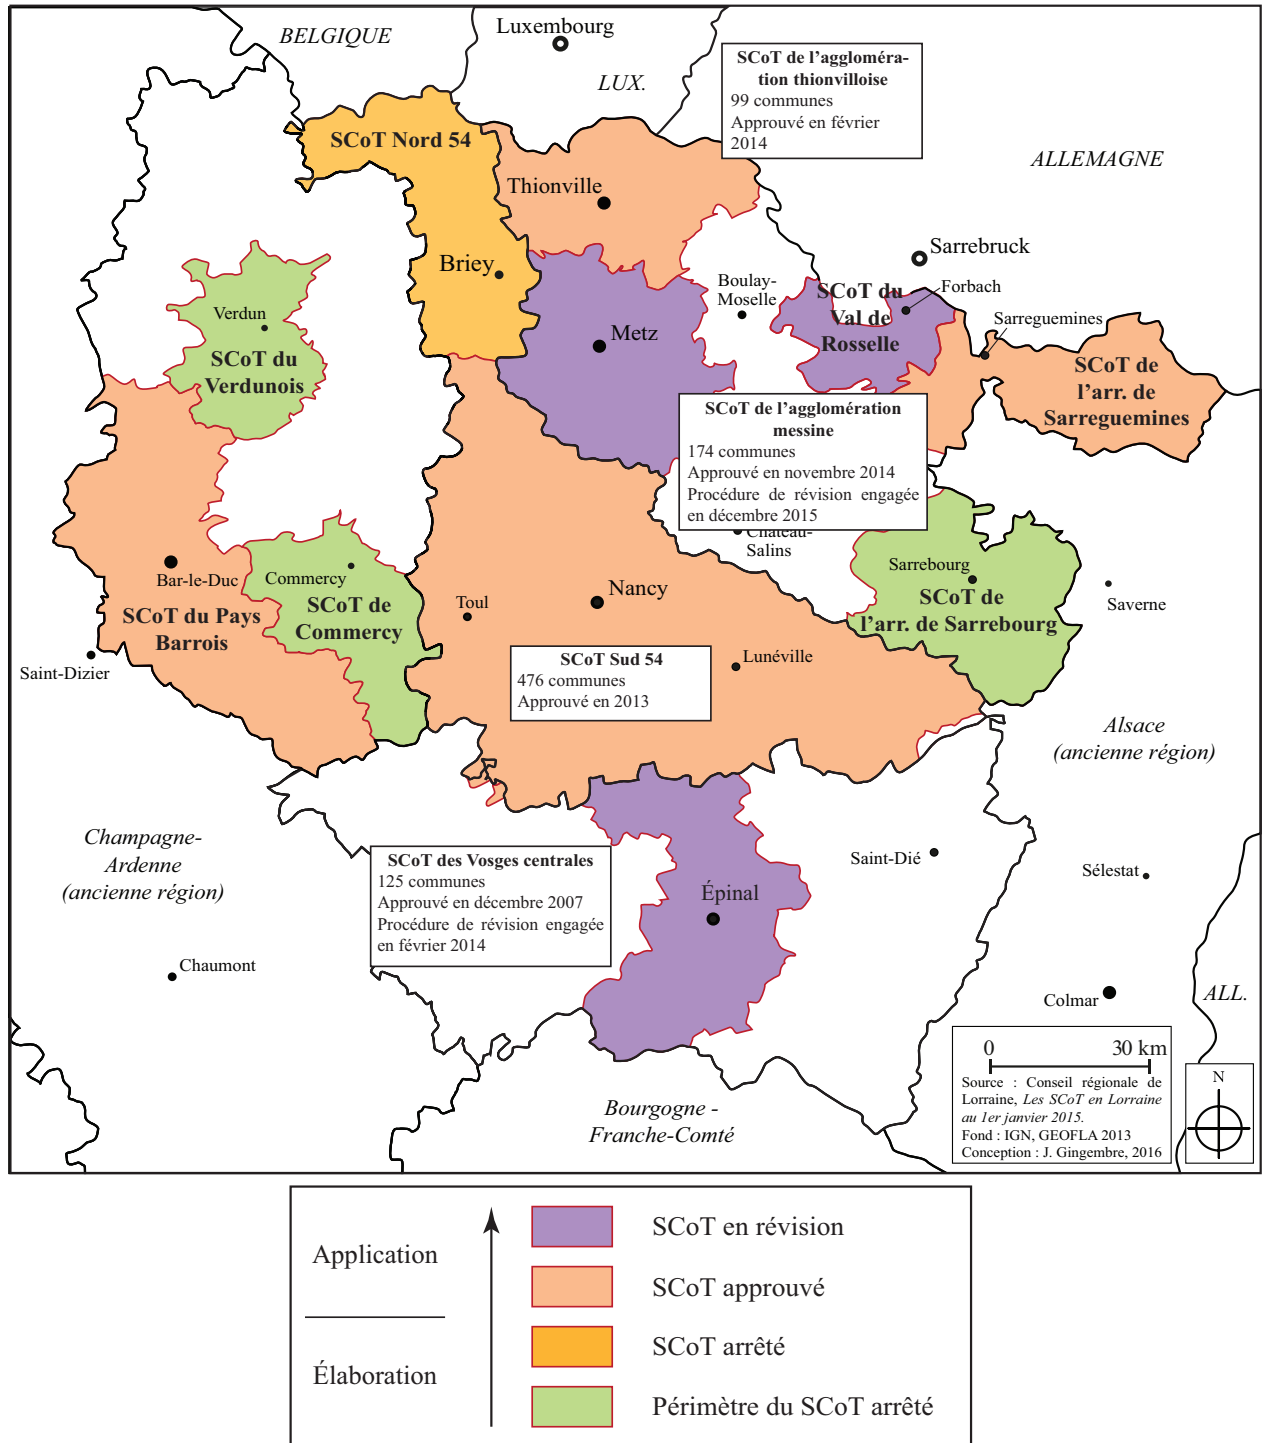 BELGIQUE
Luxembourg
LUX.
SCoT de l’aggloméra-
tion thionvilloise
99 communes
Approuvé en février
2014
ALLEMAGNE
SCoT Nord 54
Thionville
Briey
Sarrebruck
Boulay-
Moselle
SCoT du
Val de
Rosselle
Forbach
Sarreguemines
Verdun
SCoT du
Verdunois
Metz
SCoT de
l’arr. de
Sarreguemines
SCoT de l’agglomération
messine
174 communes
Approuvé en novembre 2014
Procédure de révision engagée
en décembre 2015
Château-
Salins
Bar-le-Duc
SCoT du Pays
Barrois
Commercy
SCoT de
Commercy
Toul
Nancy
Sarrebourg
SCoT de
l’arr. de Sarrebourg
Saverne
Saint-Dizier
SCoT Sud 54
476 communes
Approuvé en 2013
Lunéville
Alsace
(ancienne région)
Champagne-
Ardenne
(ancienne région)
SCoT des Vosges centrales
125 communes
Approuvé en décembre 2007
Procédure de révision engagée
en février 2014
Épinal
Saint-Dié
Sélestat
Chaumont
Colmar
ALL.
Bourgogne -
Franche-Comté
0 30 km
Source : Conseil régionale de
Lorraine, Les SCoT en Lorraine
au 1er janvier 2015.
Fond : IGN, GEOFLA 2013
Conception : J. Gingembre, 2016
N
Application
Élaboration
SCoT en révision
SCoT approuvé
SCoT arrêté
Périmètre du SCoT arrêté